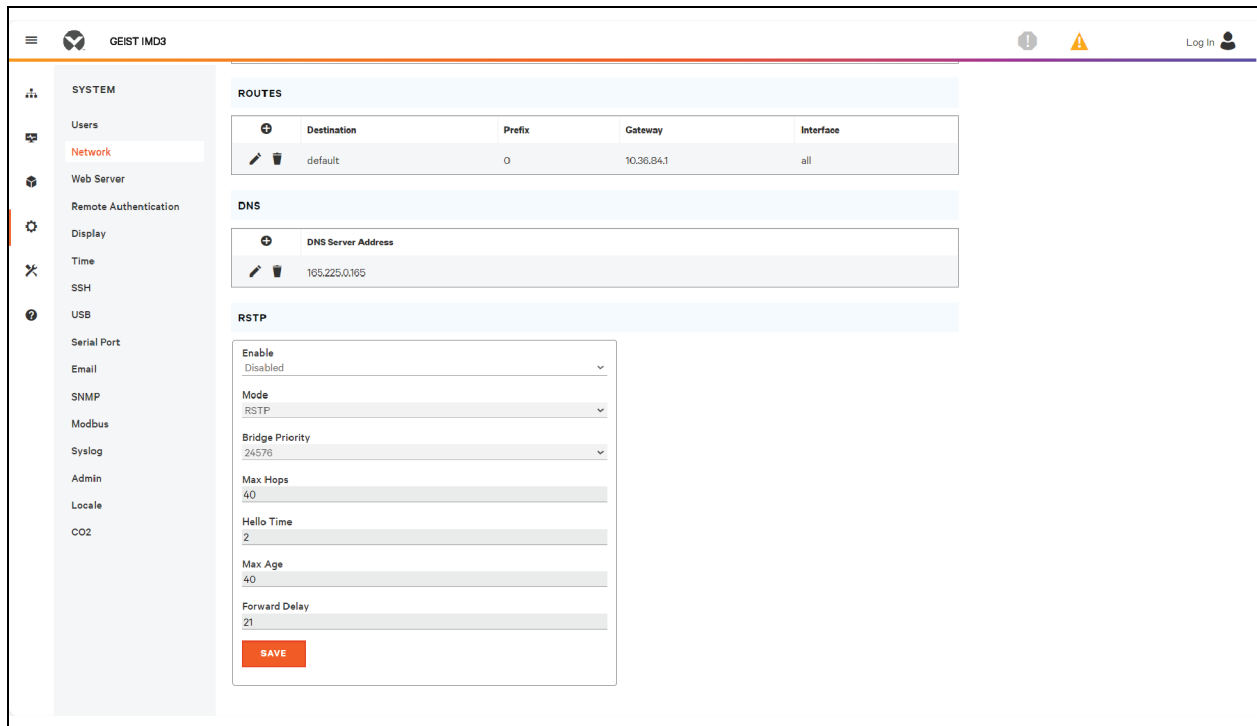 GEIST IMD3
Log In
SYSTEM
Users
Network
Web Server
Remote Authentication
Display
Time
SSH
USB
Serial Port
Email
SNMP
Modbus
Syslog
Admin
Locale
CO2
ROUTES
Destination Prefix Gateway Interface
default 0 10.36.84.1 all
DNS
DNS Server Address
165.225.0.165
RSTP
Enable
Disabled
Mode
RSTP
Bridge Priority
24576
Max Hops
40
Hello Time
2
Max Age
40
Forward Delay
21
SAVE